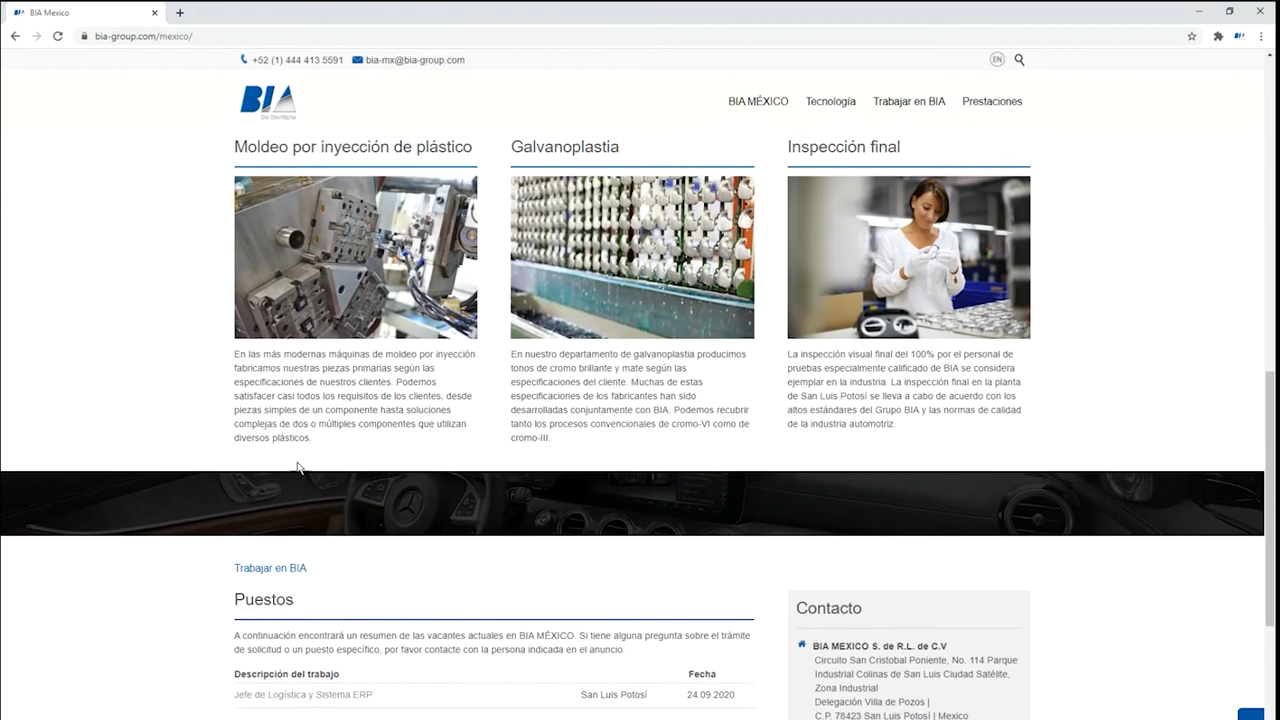 BIA Mexico
bia-group.com/mexico/
+52 (1) 444 413 5591 bia-mx@bia-group.com EN
BIA
Die Oberfläche
BIA MÉXICO Tecnología Trabajar en BIA Prestaciones
Moldeo por inyección de plástico
En las más modernas máquinas de moldeo por inyección
fabricamos nuestras piezas primarias según las
especificaciones de nuestros clientes. Podemos
satisfacer casi todos los requisitos de los clientes, desde
piezas simples de un componente hasta soluciones
complejas de dos o múltiples componentes que utilizan
diversos plásticos.
Galvanoplastia
En nuestro departamento de galvanoplastia producimos
tonos de cromo brillante y mate según las
especificaciones del cliente. Muchas de estas
especificaciones de los fabricantes han sido
desarrolladas conjuntamente con BIA. Podemos recubrir
tanto los procesos convencionales de cromo-VI como de
cromo-III.
Inspección final
La inspección visual final del 100% por el personal de
pruebas especialmente calificado de BIA se considera
ejemplar en la industria. La inspección final en la planta
de San Luis Potosí se lleva a cabo de acuerdo con los
altos estándares del Grupo BIA y las normas de calidad
de la industria automotriz.
Trabajar en BIA
Puestos
A continuación encontrará un resumen de las vacantes actuales en BIA MÉXICO. Si tiene alguna pregunta sobre el trámite
de solicitud o un puesto específico, por favor contacte con la persona indicada en el anuncio.
Descripción del trabajo Fecha
Jefe de Logística y Sistema ERP San Luis Potosí 24.09.2020
Contacto
BIA MEXICO S. de R.L. de C.V
Circuito San Cristobal Poniente, No. 114 Parque
Industrial Colinas de San Luis Ciudad Satélite,
Zona Industrial
Delegación Villa de Pozos |
C.P. 78423 San Luis Potosí | Mexico